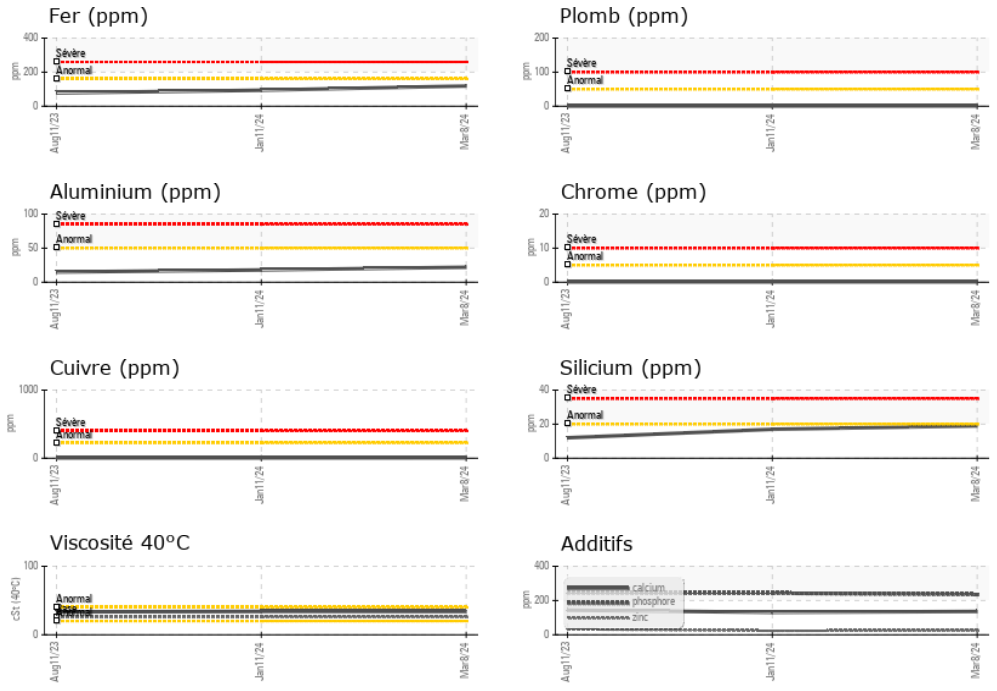 Fer (ppm)
400
200
0
ppm
Sévère
Anormal
Aug11/23
Jan11/24
Mar8/24
Plomb (ppm)
200
100
0
ppm
Sévère
Anormal
Aug11/23
Jan11/24
Mar8/24
Aluminium (ppm)
100
50
0
ppm
Sévère
Anormal
Aug11/23
Jan11/24
Mar8/24
Chrome (ppm)
20
10
0
ppm
Sévère
Anormal
Aug11/23
Jan11/24
Mar8/24
Cuivre (ppm)
1000
0
ppm
Sévère
Anormal
Aug11/23
Jan11/24
Mar8/24
Silicium (ppm)
40
20
0
ppm
Sévère
Anormal
Aug11/23
Jan11/24
Mar8/24
Viscosité 40°C
100
0
cSt (40°C)
Anormal
Anormal
Aug11/23
Jan11/24
Mar8/24
Additifs
400
200
0
ppm
calcium
phosphore
zinc
Aug11/23
Jan11/24
Mar8/24